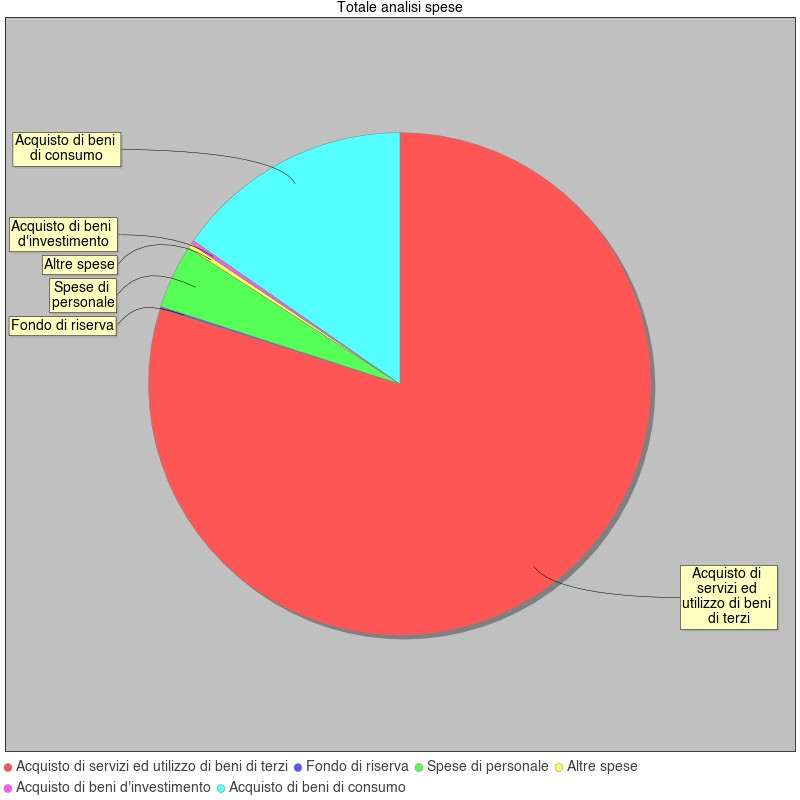 Totale analisi spese
Acquisto di beni
di consumo
Acquisto di beni
d'investimento
Altre spese
Spese di
personale
Fondo di riserva
Acquisto di
servizi ed
utilizzo di beni
di terzi
Acquisto di servizi ed utilizzo di beni di terzi Fondo di riserva Spese di personale Altre spese
Acquisto di beni d'investimento Acquisto di beni di consumo